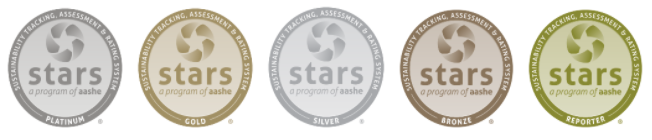 SUSTAINABILITY TRACKING, ASSESSMENT & RATING SYSTEM
stars
a program of aashe
PLATINUM
®
SUSTAINABILITY TRACKING, ASSESSMENT & RATING SYSTEM
stars
a program of aashe
GOLD
®
SUSTAINABILITY TRACKING, ASSESSMENT & RATING SYSTEM
stars
a program of aashe
SILVER
®
SUSTAINABILITY TRACKING, ASSESSMENT & RATING SYSTEM
stars
a program of aashe
BRONZE
®
SUSTAINABILITY TRACKING, ASSESSMENT & RATING SYSTEM
stars
a program of aashe
REPORTER
®